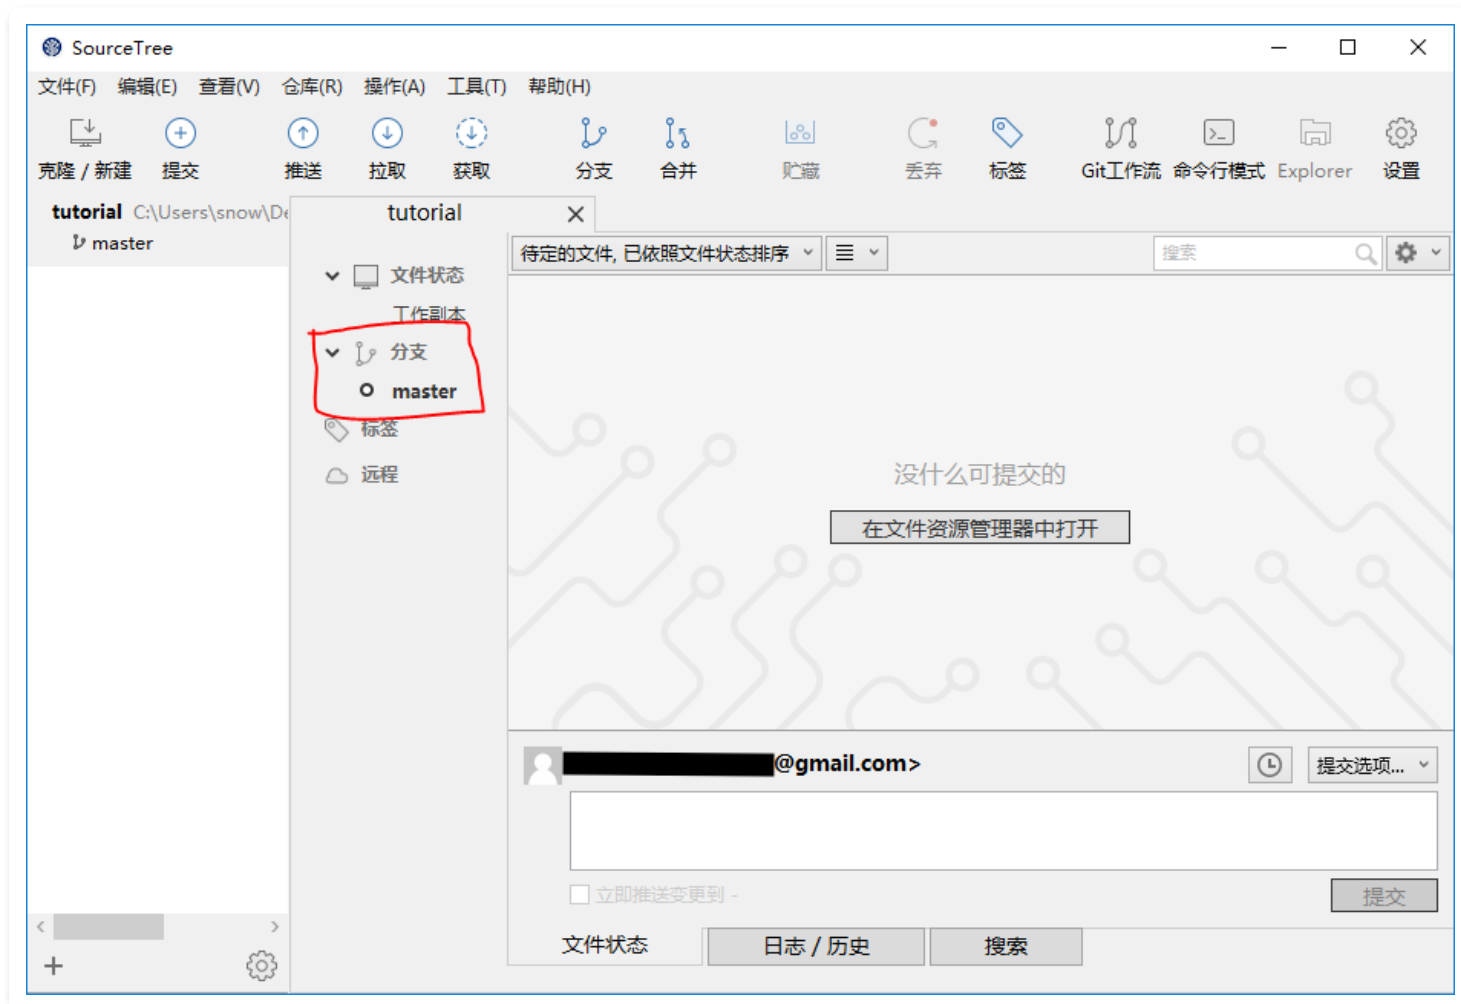 SourceTree
文件(F) 编辑(E) 查看(V) 仓库(R) 操作(A) 工具(T) 帮助(H)
克隆 / 新建 提交 推送 拉取 获取 分支 合并 贮藏 丢弃 标签 Git工作流 命令行模式 Explorer 设置
tutorial C:\Users\snow\De
master
tutorial
待定的文件, 已依照文件状态排序
搜索
文件状态
工作副本
分支
master
标签
远程
没什么可提交的
在文件资源管理器中打开
@gmail.com>
提交选项...
立即推送变更到 -
提交
文件状态 日志 / 历史 搜索